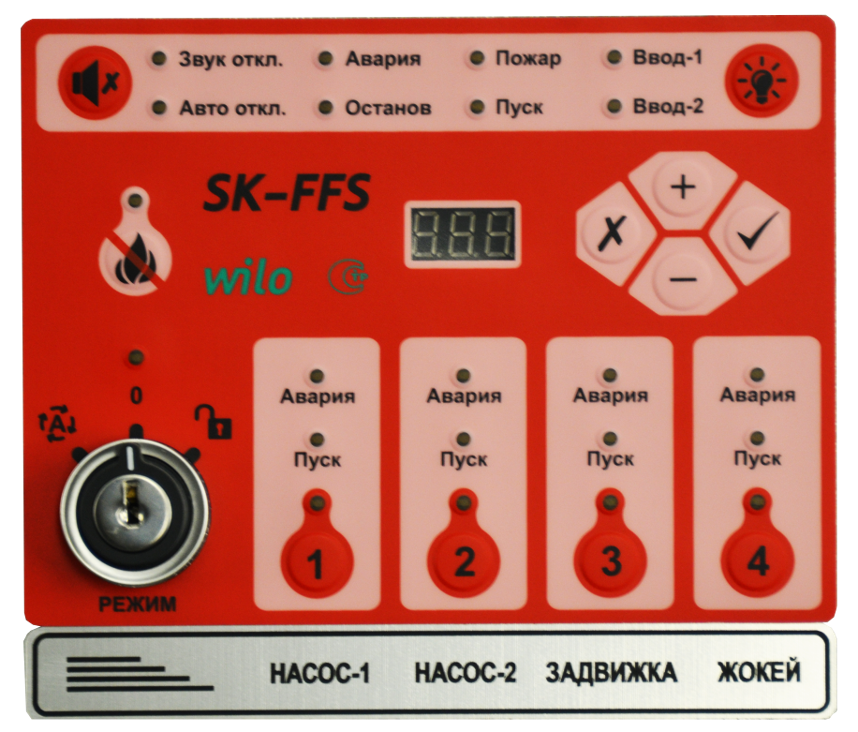 Звук откл. Авария Пожар Ввод-1
Авто откл. Останов Пуск Ввод-2
SK-FFS
wilo
+
✗ ✓
−
0
A
Авария Авария Авария Авария
Пуск Пуск Пуск Пуск
1 2 3 4
РЕЖИМ
НАСОС-1 НАСОС-2 ЗАДВИЖКА ЖОКЕЙ